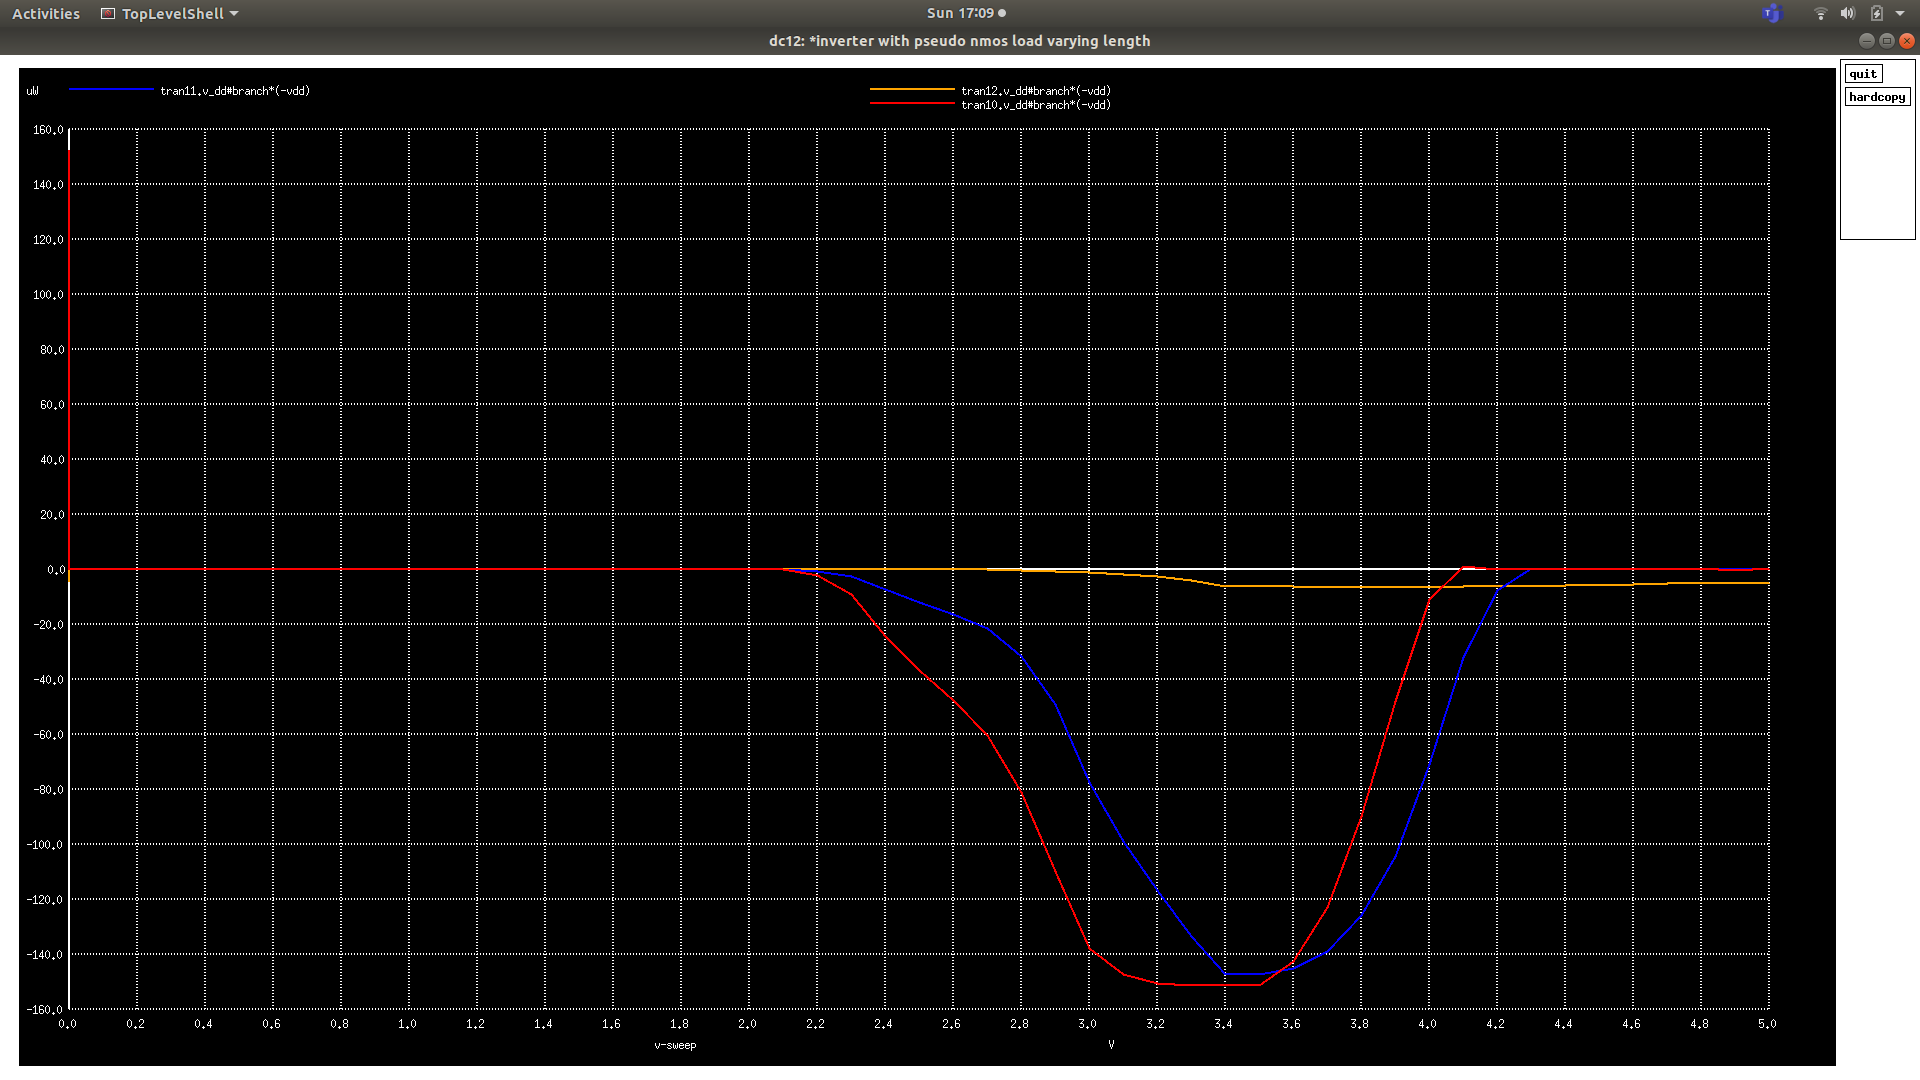 Activities TopLevelShell Sun 17:09
dc12: *inverter with pseudo nmos load varying length
quit
hardcopy
uW tran11.v_dd#branch*(-vdd) tran12.v_dd#branch*(-vdd)
tran10.v_dd#branch*(-vdd)
160.0
140.0
120.0
100.0
80.0
60.0
40.0
20.0
0.0
-20.0
-40.0
-60.0
-80.0
-100.0
-120.0
-140.0
-160.0
0.0 0.2 0.4 0.6 0.8 1.0 1.2 1.4 1.6 1.8 2.0 2.2 2.4 2.6 2.8 3.0 3.2 3.4 3.6 3.8 4.0 4.2 4.4 4.6 4.8 5.0
v-sweep V